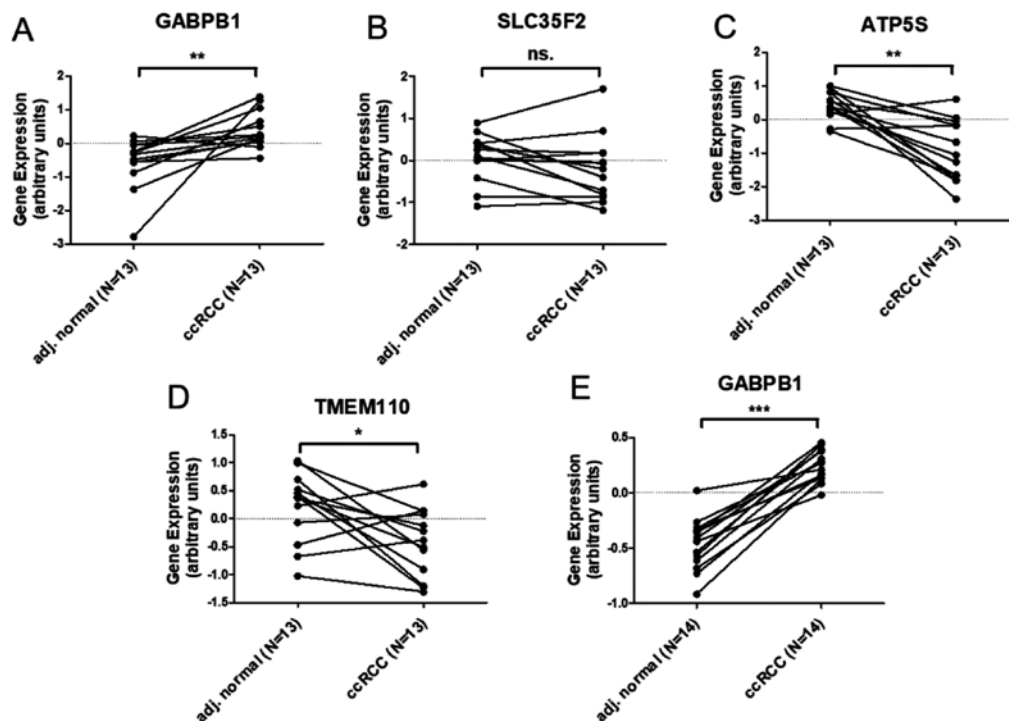 A
GABPB1
**
Gene Expression
(arbitrary units)
2
1
0
-1
-2
-3
adj. normal (N=13)
ccRCC (N=13)
B
SLC35F2
ns.
Gene Expression
(arbitrary units)
2
1
0
-1
-2
adj. normal (N=13)
ccRCC (N=13)
C
ATP5S
**
Gene Expression
(arbitrary units)
2
1
0
-1
-2
-3
adj. normal (N=13)
ccRCC (N=13)
D
TMEM110
*
Gene Expression
(arbitrary units)
1.5
1.0
0.5
0.0
-0.5
-1.0
-1.5
adj. normal (N=13)
ccRCC (N=13)
E
GABPB1
***
Gene Expression
(arbitrary units)
0.5
0.0
-0.5
-1.0
adj. normal (N=14)
ccRCC (N=14)